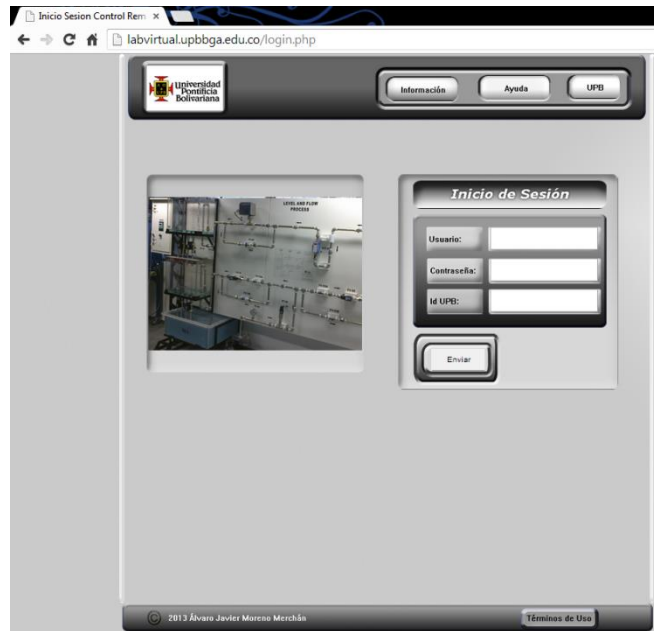 Inicio Sesion Control Rem ×
labvirtual.upbbga.edu.co/login.php
Universidad
Pontificia
Bolivariana
Información
Ayuda
UPB
LEVEL AND FLOW
PROCESS
Inicio de Sesión
Usuario:
Contraseña:
Id UPB:
Enviar
© 2013 Álvaro Javier Moreno Merchán
Términos de Uso